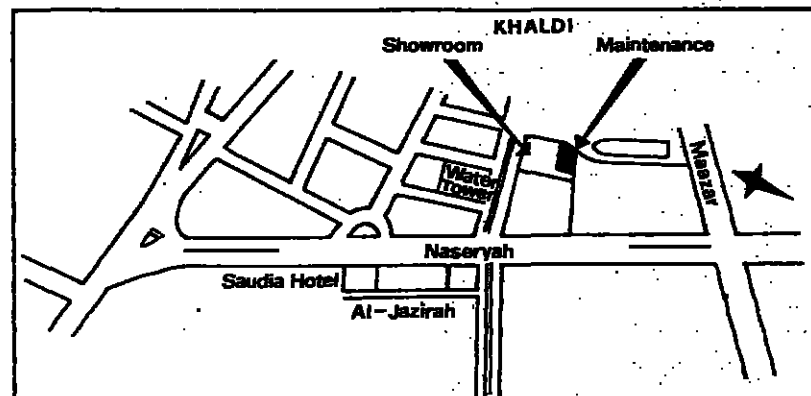 KHALDI
Showroom
Maintenance
Water
Tower
Maazar
Naseryah
Saudia Hotel
Al-Jazirah